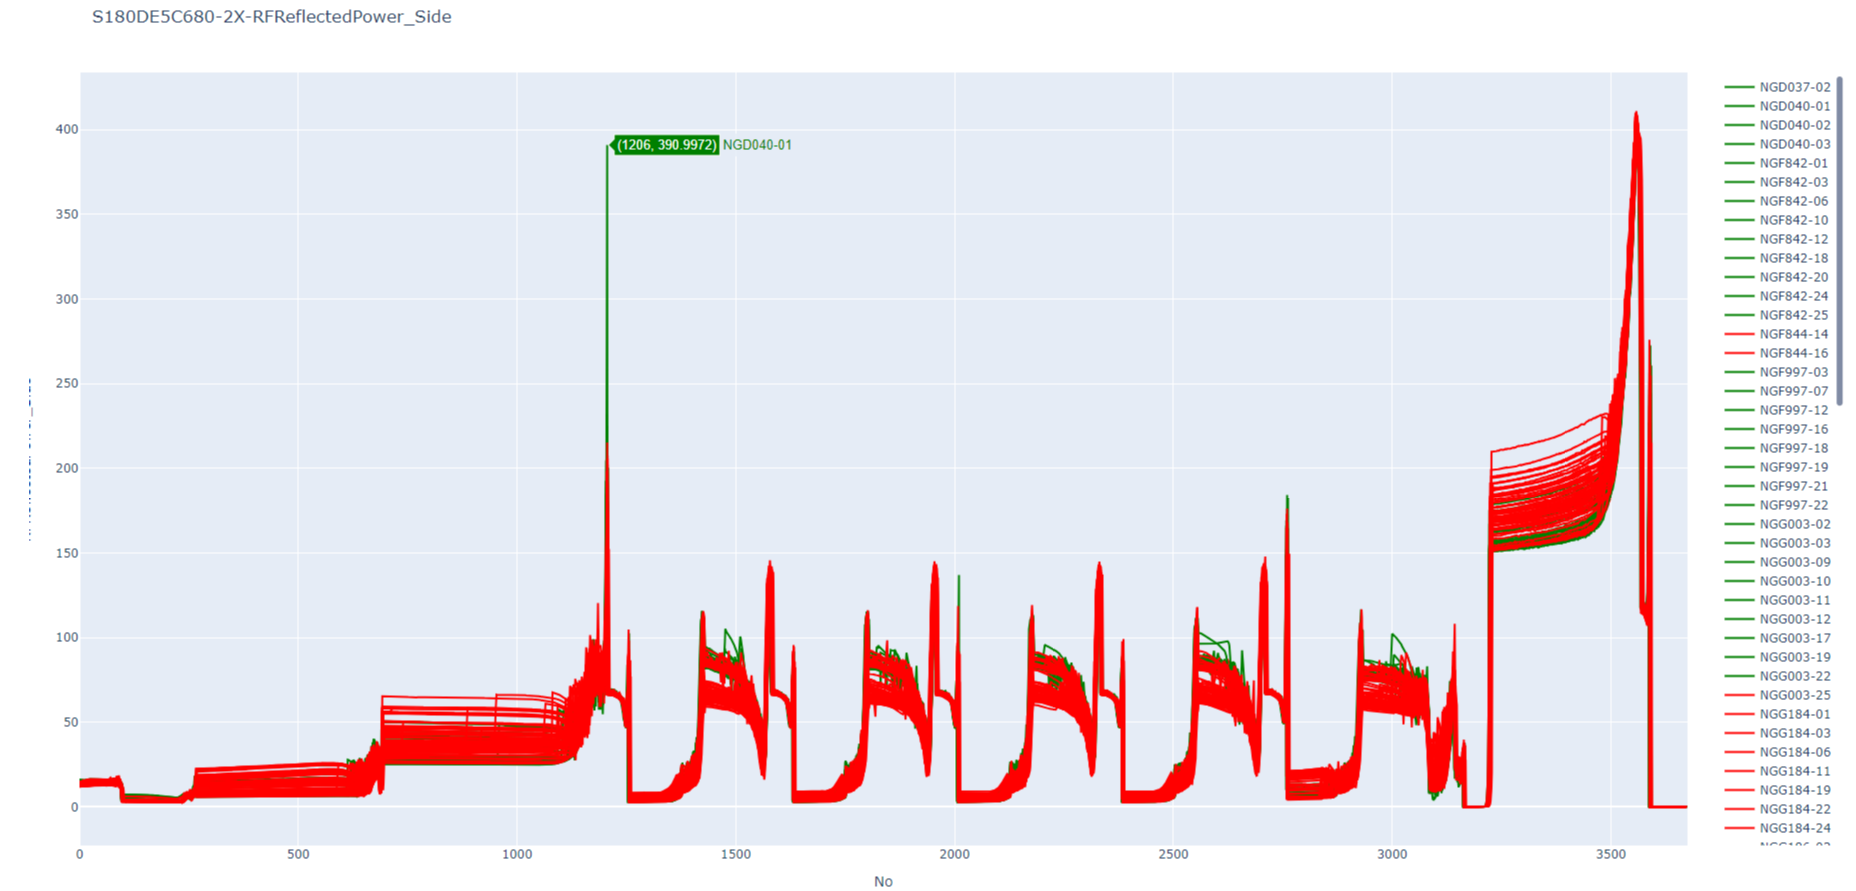 S180DE5C680-2X-RFReflectedPower_Side
400
350
300
250
200
150
100
50
0
(1206, 390.9972) NGD040-01
0 500 1000 1500 2000 2500 3000 3500
No
NGD037-02
NGD040-01
NGD040-02
NGD040-03
NGF842-01
NGF842-03
NGF842-06
NGF842-10
NGF842-12
NGF842-18
NGF842-20
NGF842-24
NGF842-25
NGF844-14
NGF844-16
NGF997-03
NGF997-07
NGF997-12
NGF997-16
NGF997-18
NGF997-19
NGF997-21
NGF997-22
NGG003-02
NGG003-03
NGG003-09
NGG003-10
NGG003-11
NGG003-12
NGG003-17
NGG003-19
NGG003-22
NGG003-25
NGG184-01
NGG184-03
NGG184-06
NGG184-11
NGG184-19
NGG184-22
NGG184-24